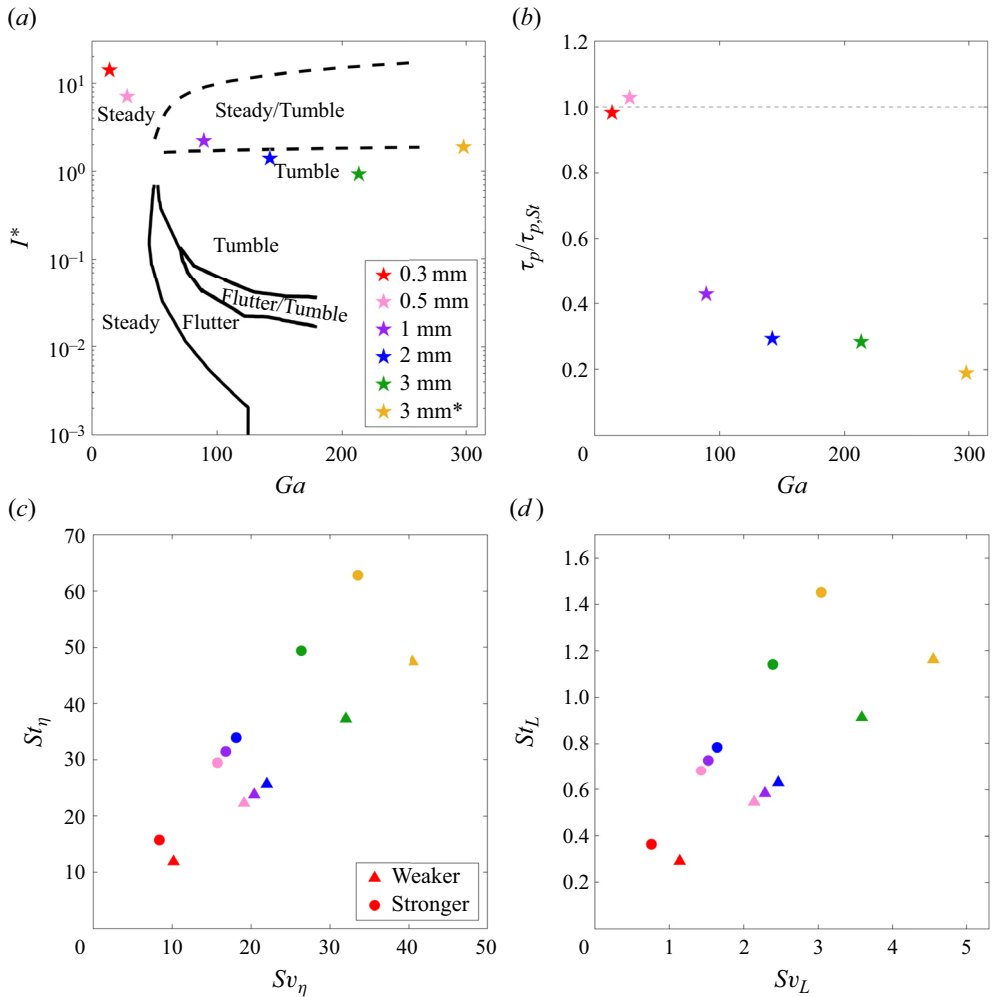 (a)
10^1
10^0
10^−1
10^−2
10^−3
I*
Steady
Steady/Tumble
Tumble
Tumble
Flutter/Tumble
Steady
Flutter
0.3 mm
0.5 mm
1 mm
2 mm
3 mm
3 mm*
0
100
200
300
Ga
(b)
1.2
1.0
0.8
0.6
0.4
0.2
0
τp/τp,St
100
200
300
Ga
(c)
70
60
50
40
30
20
10
0
Stη
Weaker
Stronger
10
20
30
40
50
Svη
(d)
1.6
1.4
1.2
1.0
0.8
0.6
0.4
0.2
0
StL
1
2
3
4
5
SvL